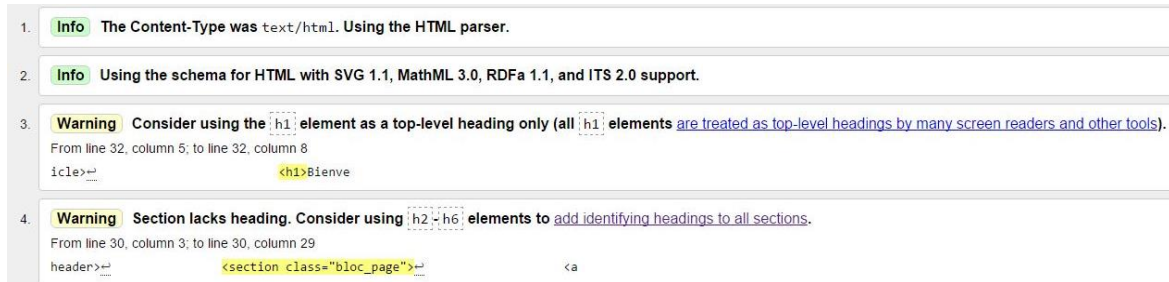 1. Info The Content-Type was text/html. Using the HTML parser.
2. Info Using the schema for HTML with SVG 1.1, MathML 3.0, RDFa 1.1, and ITS 2.0 support.
3. Warning Consider using the h1 element as a top-level heading only (all h1 elements are treated as top-level headings by many screen readers and other tools).
From line 32, column 5; to line 32, column 8
icle>↩ <h1>Bienve
4. Warning Section lacks heading. Consider using h2-h6 elements to add identifying headings to all sections.
From line 30, column 3; to line 30, column 29
header>↩ <section class="bloc_page">↩ <a